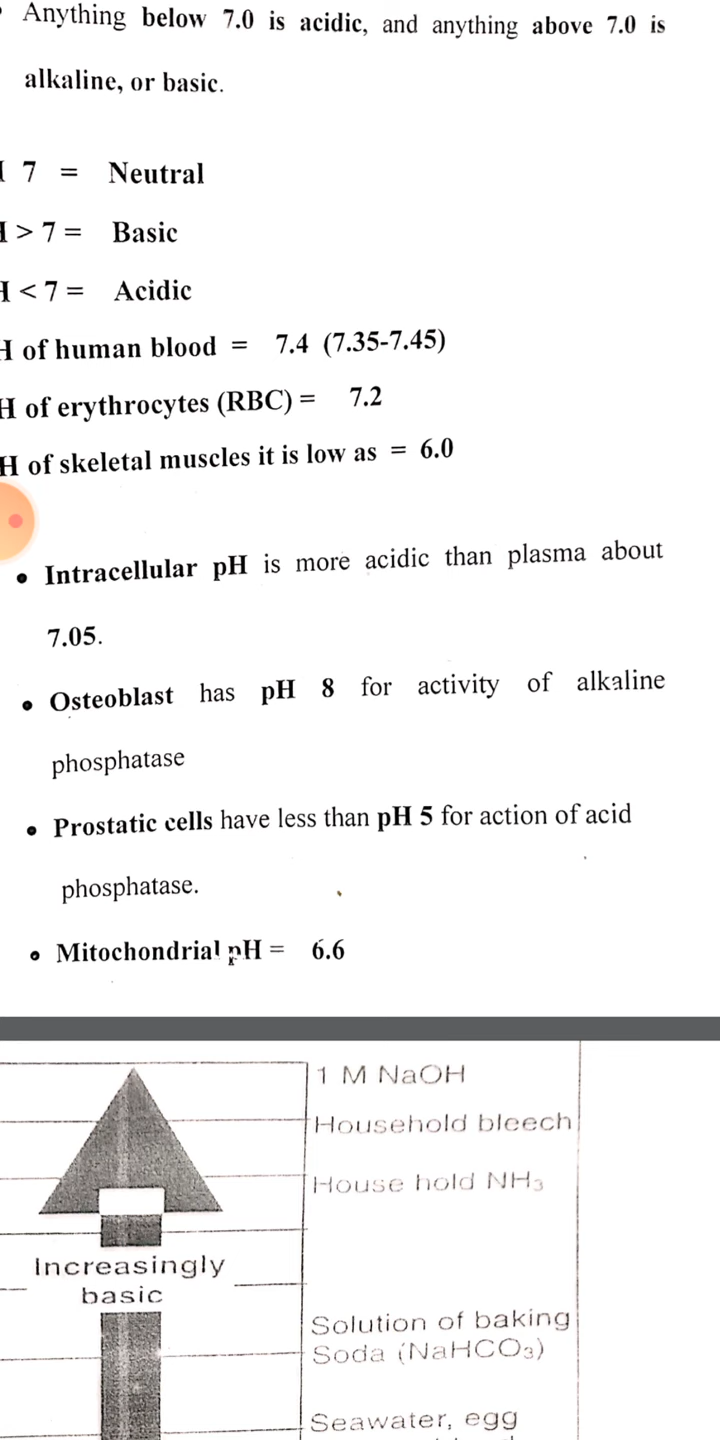 Anything below 7.0 is acidic, and anything above 7.0 is
alkaline, or basic.
7 = Neutral
> 7 = Basic
< 7 = Acidic
of human blood = 7.4 (7.35-7.45)
H of erythrocytes (RBC) = 7.2
H of skeletal muscles it is low as = 6.0
• Intracellular pH is more acidic than plasma about
7.05.
• Osteoblast has pH 8 for activity of alkaline
phosphatase
• Prostatic cells have less than pH 5 for action of acid
phosphatase.
• Mitochondrial pH = 6.6
1 M NaOH
Household bleech
House hold NH₃
Increasingly
basic
Solution of baking
Soda (NaHCO₃)
Seawater, egg